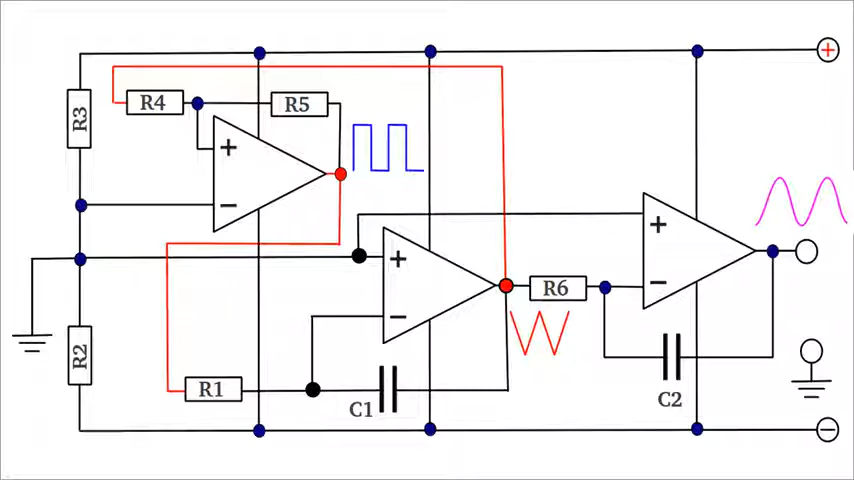 +
R4
R5
R3
+
−
+
+
−
R6
−
R2
R1
C1
C2
−